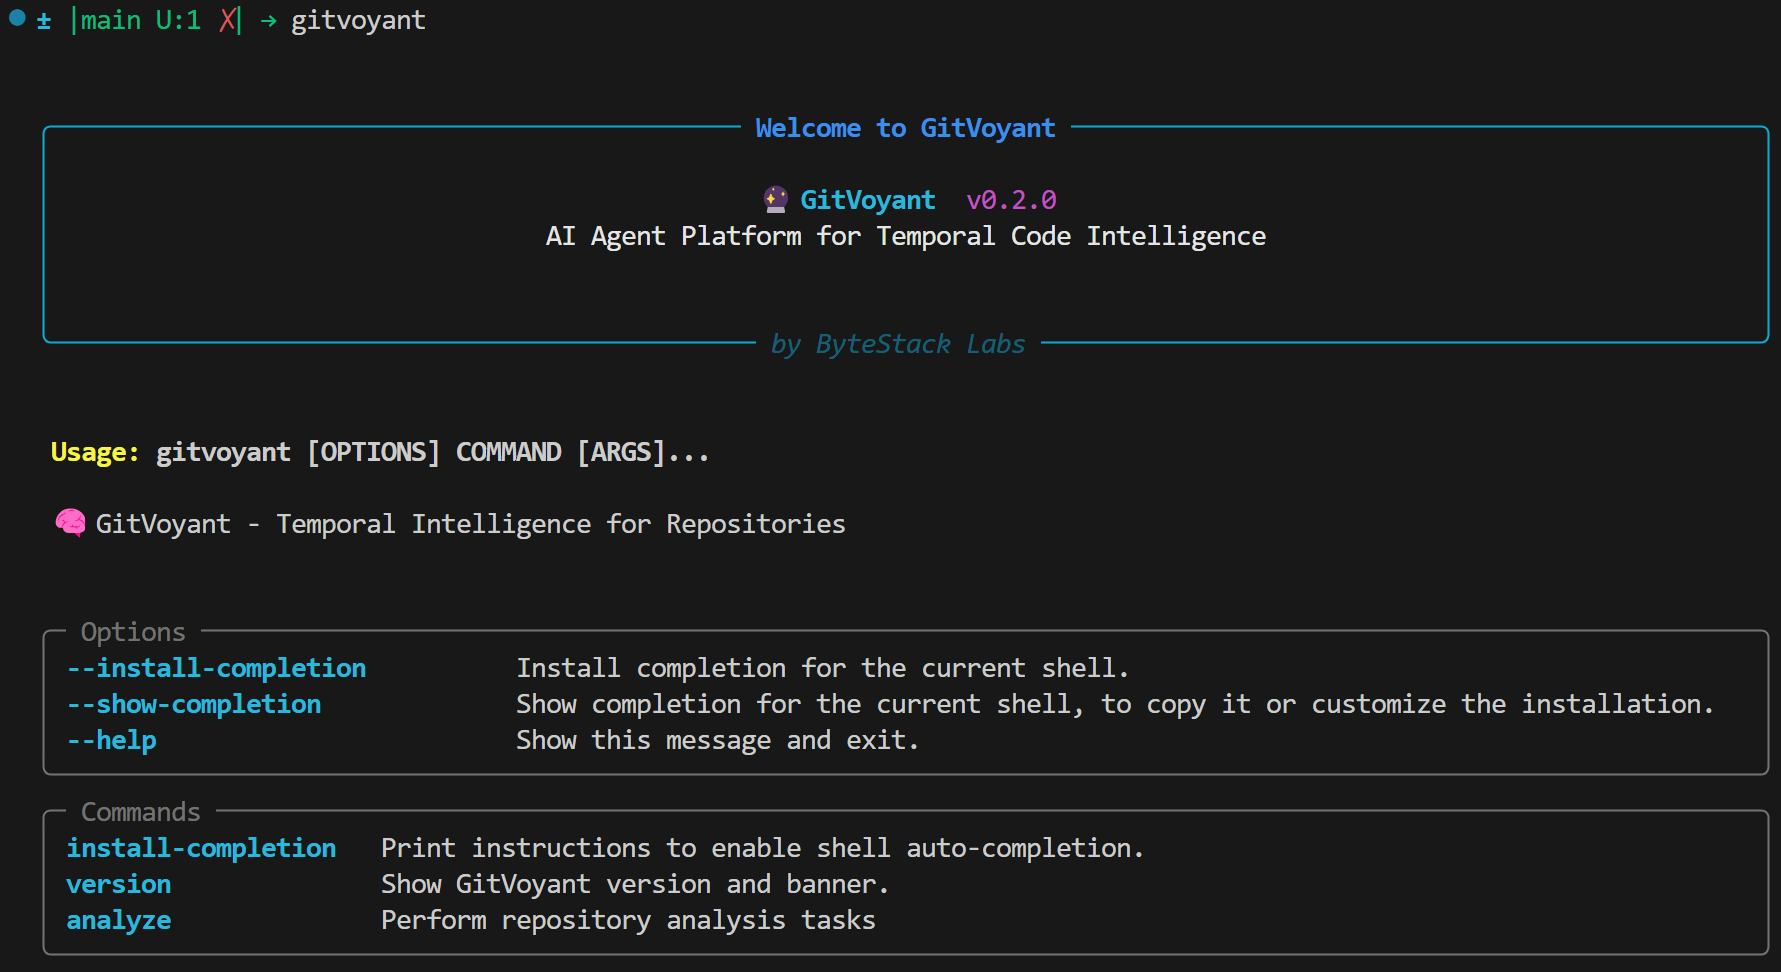 ± |main U:1 ✗| → gitvoyant
Welcome to GitVoyant
🔮 GitVoyant v0.2.0
AI Agent Platform for Temporal Code Intelligence
by ByteStack Labs
Usage: gitvoyant [OPTIONS] COMMAND [ARGS]...
🧠 GitVoyant - Temporal Intelligence for Repositories
Options
--install-completion Install completion for the current shell.
--show-completion Show completion for the current shell, to copy it or customize the installation.
--help Show this message and exit.
Commands
install-completion Print instructions to enable shell auto-completion.
version Show GitVoyant version and banner.
analyze Perform repository analysis tasks